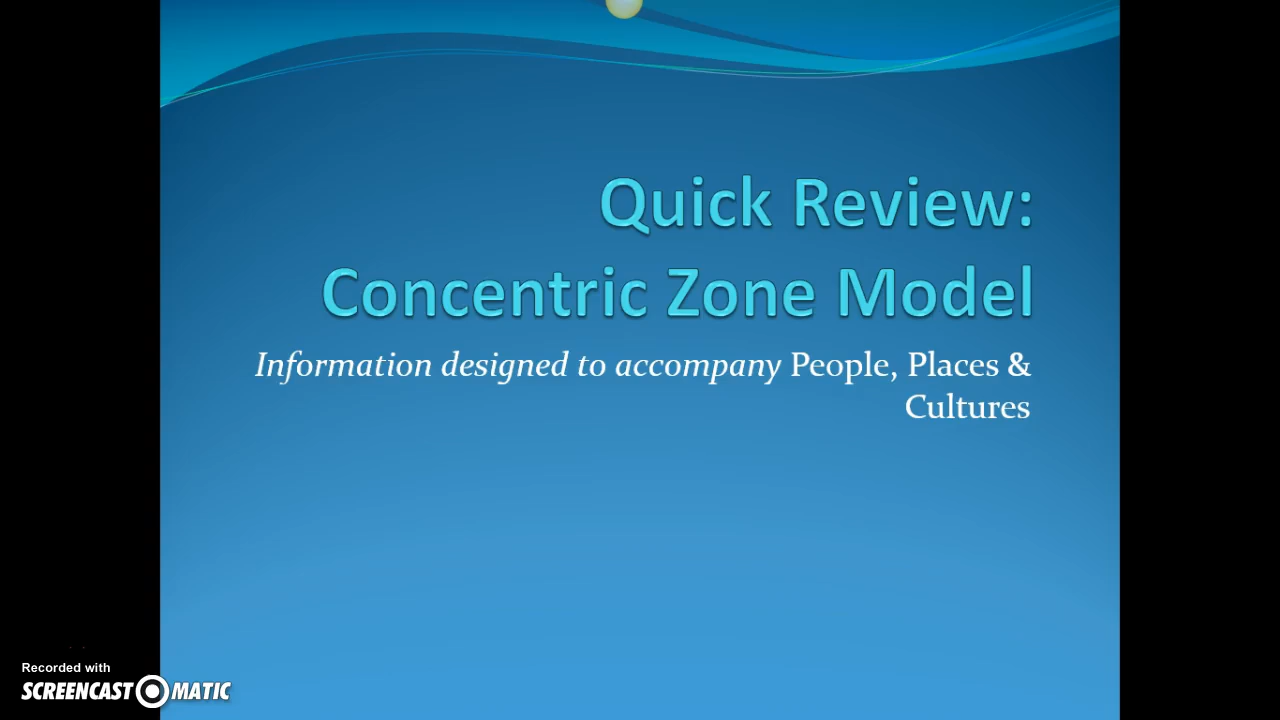 Quick Review:
Concentric Zone Model
Information designed to accompany People, Places &
Cultures
Recorded with
SCREENCAST MATIC